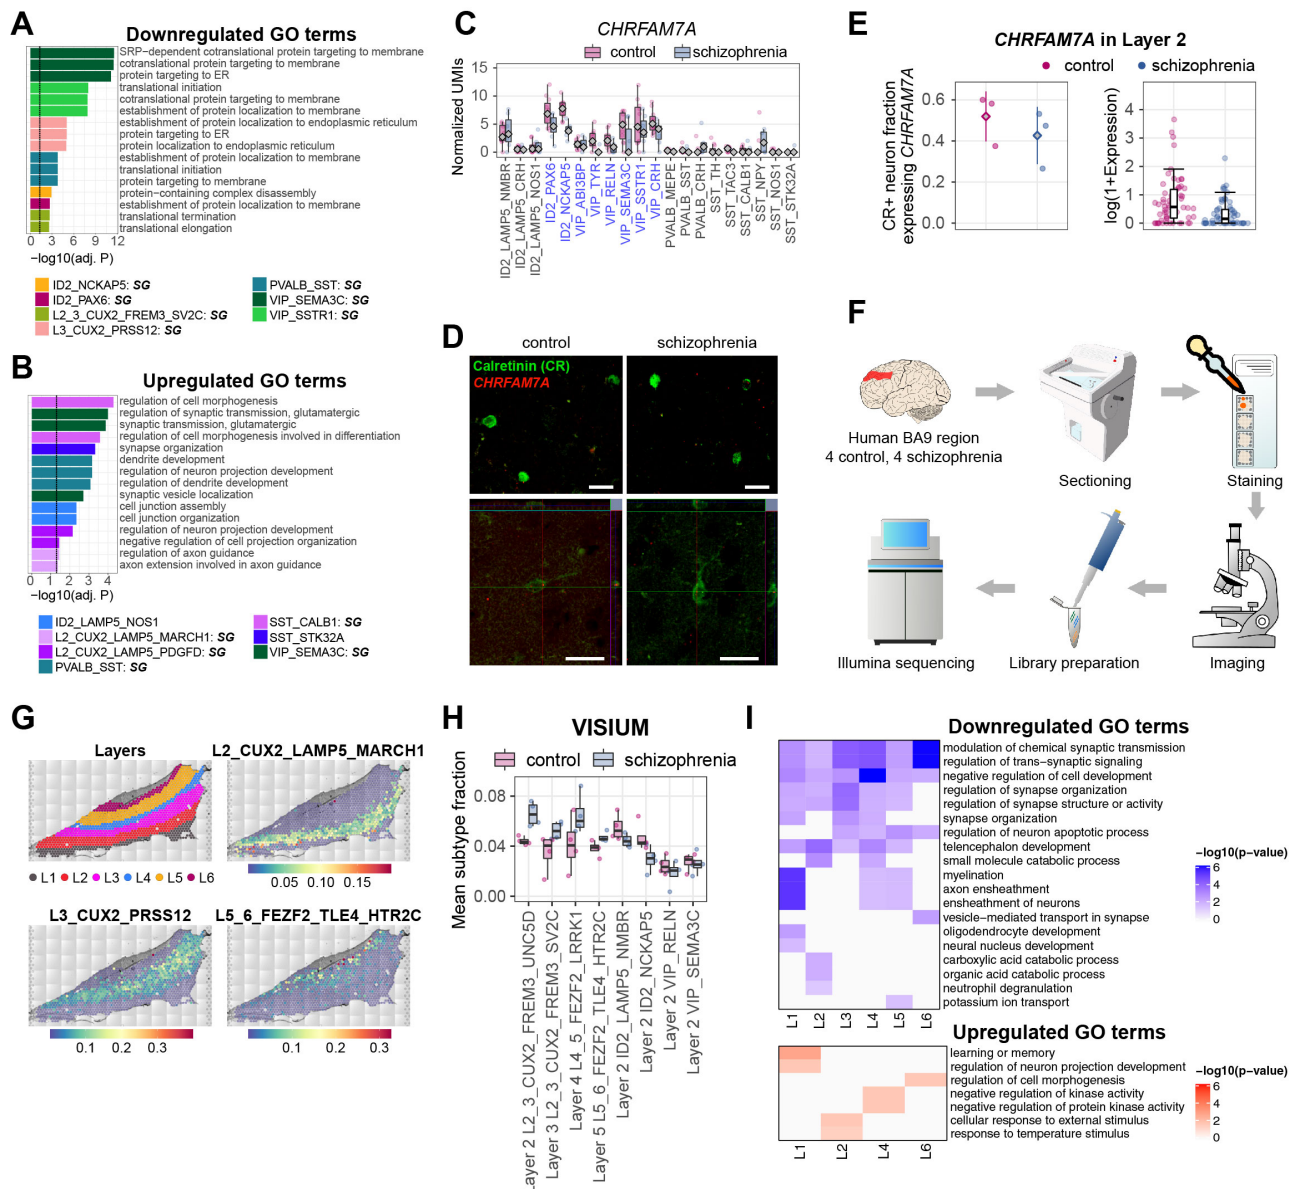 A
Downregulated GO terms
SRP−dependent cotranslational protein targeting to membrane
cotranslational protein targeting to membrane
protein targeting to ER
translational initiation
cotranslational protein targeting to membrane
establishment of protein localization to membrane
establishment of protein localization to endoplasmic reticulum
protein targeting to ER
protein localization to endoplasmic reticulum
establishment of protein localization to membrane
translational initiation
protein targeting to membrane
protein−containing complex disassembly
establishment of protein localization to membrane
translational termination
translational elongation
0 3 6 9 12
−log10(adj. P)
ID2_NCKAP5: SG
ID2_PAX6: SG
L2_3_CUX2_FREM3_SV2C: SG
L3_CUX2_PRSS12: SG
PVALB_SST: SG
VIP_SEMA3C: SG
VIP_SSTR1: SG
B
Upregulated GO terms
regulation of cell morphogenesis
regulation of synaptic transmission, glutamatergic
synaptic transmission, glutamatergic
regulation of cell morphogenesis involved in differentiation
synapse organization
dendrite development
regulation of neuron projection development
regulation of dendrite development
synaptic vesicle localization
cell junction assembly
cell junction organization
regulation of neuron projection development
negative regulation of cell projection organization
regulation of axon guidance
axon extension involved in axon guidance
0 1 2 3 4
−log10(adj. P)
ID2_LAMP5_NOS1
L2_CUX2_LAMP5_MARCH1: SG
L2_CUX2_LAMP5_PDGFD: SG
PVALB_SST: SG
SST_CALB1: SG
SST_STK32A
VIP_SEMA3C: SG
C
CHRFAM7A
control schizophrenia
Normalized UMIs
15
10
5
0
ID2_LAMP5_NMBR
ID2_LAMP5_CRH
ID2_LAMP5_NOS1
ID2_PAX6
ID2_NCKAP5
VIP_ABI3BP
VIP_TYR
VIP_RELN
VIP_SEMA3C
VIP_SSTR1
VIP_CRH
PVALB_MEPE
PVALB_SST
PVALB_CRH
SST_TH
SST_TAC3
SST_CALB1
SST_NPY
SST_NOS1
SST_STK32A
D
control schizophrenia
Calretinin (CR)
CHRFAM7A
E
CHRFAM7A in Layer 2
control schizophrenia
CR+ neuron fraction
expressing CHRFAM7A
0.6
0.4
0.2
0.0
log(1+Expression)
4
3
2
1
0
F
Human BA9 region
4 control, 4 schizophrenia
Sectioning
Staining
Illumina sequencing
Library preparation
Imaging
G
Layers
L1 L2 L3 L4 L5 L6
L2_CUX2_LAMP5_MARCH1
0.05 0.10 0.15
L3_CUX2_PRSS12
0.1 0.2 0.3
L5_6_FEZF2_TLE4_HTR2C
0.1 0.2 0.3
H
VISIUM
control schizophrenia
Mean subtype fraction
0.08
0.04
0.00
Layer 2 L2_3_CUX2_FREM3_UNC5D
Layer 3 L2_3_CUX2_FREM3_SV2C
Layer 4 L4_5_FEZF2_LRRK1
Layer 5 L5_6_FEZF2_TLE4_HTR2C
Layer 2 ID2_LAMP5_NMBR
Layer 2 ID2_NCKAP5
Layer 2 VIP_RELN
Layer 2 VIP_SEMA3C
I
Downregulated GO terms
modulation of chemical synaptic transmission
regulation of trans−synaptic signaling
negative regulation of cell development
regulation of synapse organization
regulation of synapse structure or activity
synapse organization
regulation of neuron apoptotic process
telencephalon development
small molecule catabolic process
myelination
axon ensheathment
ensheathment of neurons
vesicle−mediated transport in synapse
oligodendrocyte development
neural nucleus development
carboxylic acid catabolic process
organic acid catabolic process
neutrophil degranulation
potassium ion transport
L1 L2 L3 L4 L5 L6
−log10(p−value)
6
4
2
0
Upregulated GO terms
learning or memory
regulation of neuron projection development
regulation of cell morphogenesis
negative regulation of kinase activity
negative regulation of protein kinase activity
cellular response to external stimulus
response to temperature stimulus
L1 L2 L4 L6
−log10(p−value)
6
4
2
0